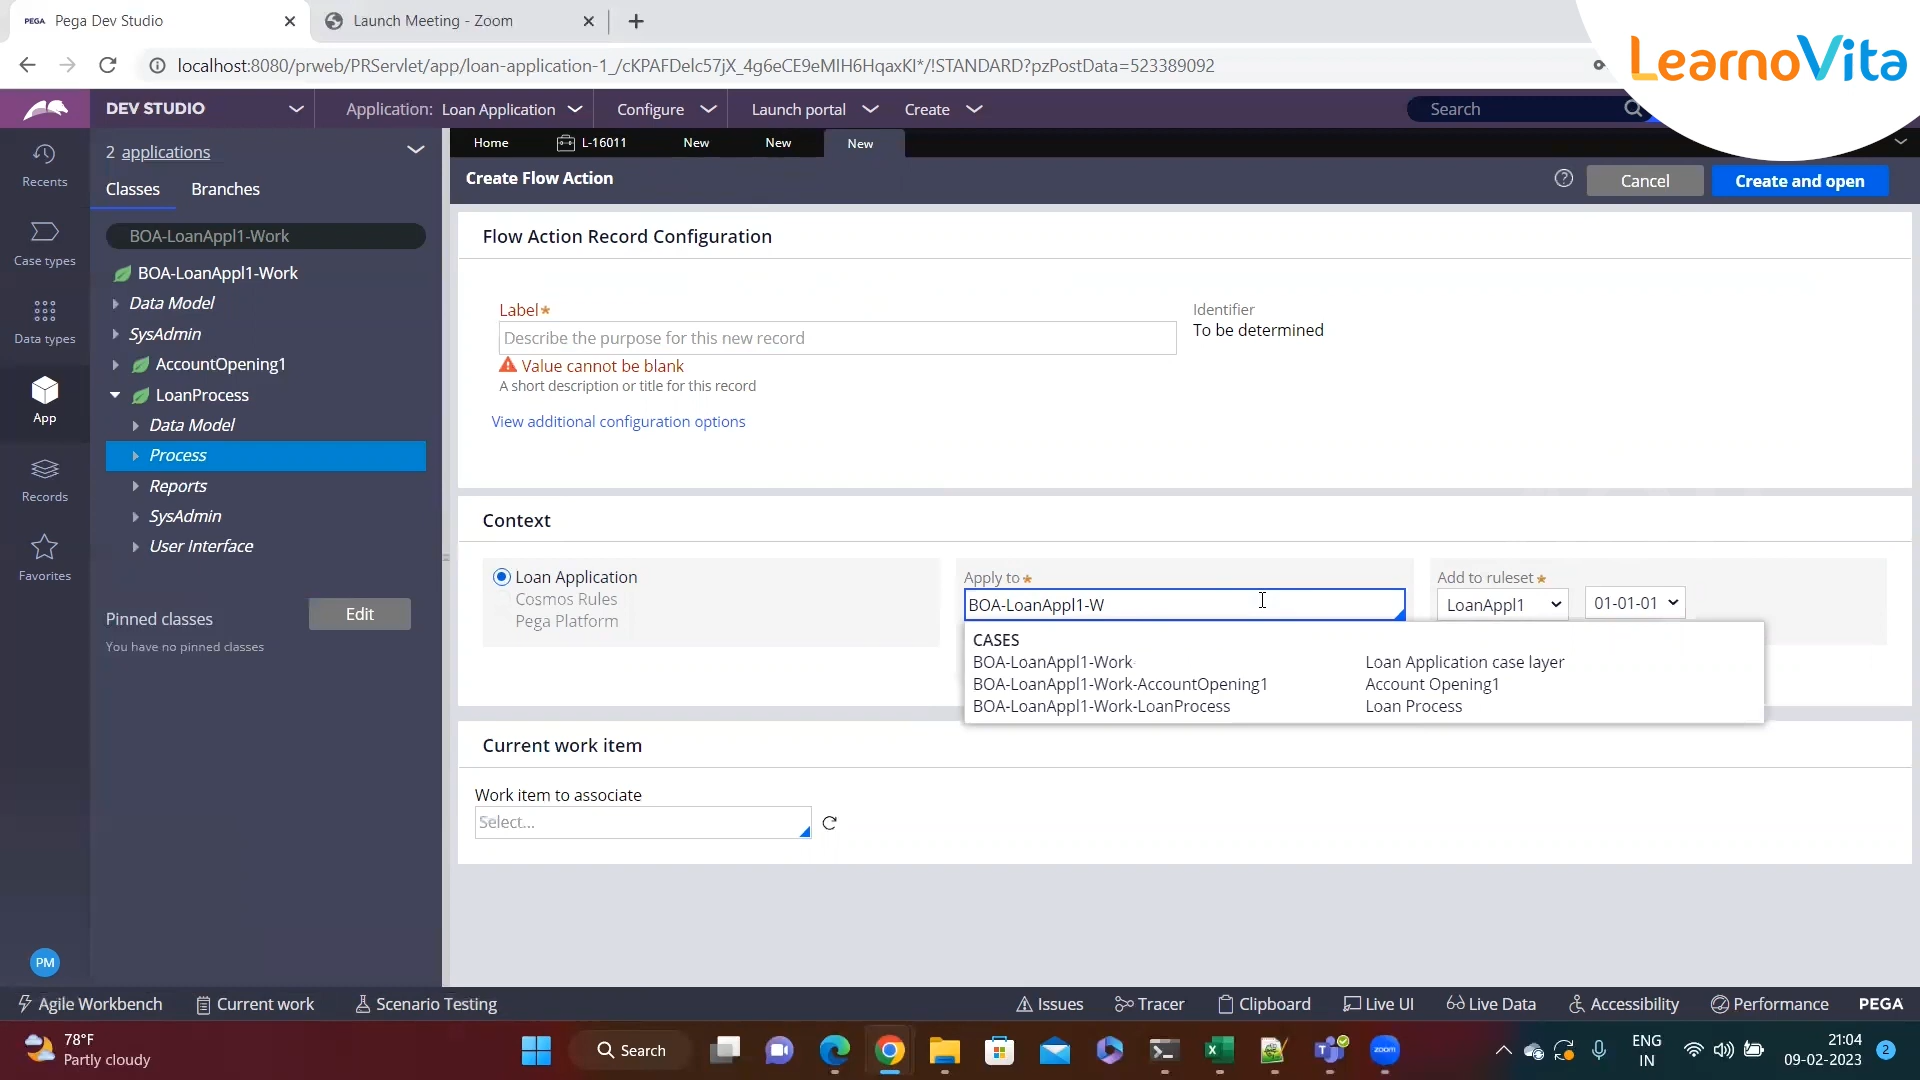 PEGA Pega Dev Studio
Launch Meeting - Zoom
LearnoVita
localhost:8080/prweb/PRServlet/app/loan-application-1_/cKPAFDelc57jX_4g6eCE9eMIH6HqaxKI*/!STANDARD?pzPostData=523389092
DEV STUDIO
Application: Loan Application
Configure
Launch portal
Create
Search
Recents
Case types
Data types
App
Records
Favorites
PM
2 applications
Classes Branches
BOA-LoanAppl1-Work
BOA-LoanAppl1-Work
Data Model
SysAdmin
AccountOpening1
LoanProcess
Data Model
Process
Reports
SysAdmin
User Interface
Pinned classes
Edit
You have no pinned classes
Home L-16011 New New New
Create Flow Action
Cancel
Create and open
Flow Action Record Configuration
Label*
Describe the purpose for this new record
Value cannot be blank
A short description or title for this record
Identifier
To be determined
View additional configuration options
Context
Loan Application
Cosmos Rules
Pega Platform
Apply to *
BOA-LoanAppl1-W
Add to ruleset *
LoanAppl1 01-01-01
CASES
BOA-LoanAppl1-Work Loan Application case layer
BOA-LoanAppl1-Work-AccountOpening1 Account Opening1
BOA-LoanAppl1-Work-LoanProcess Loan Process
Current work item
Work item to associate
Select...
Agile Workbench
Current work
Scenario Testing
Issues
Tracer
Clipboard
Live UI
Live Data
Accessibility
Performance
PEGA
78°F
Partly cloudy
Search
zoom
ENG
IN
21:04
09-02-2023
2